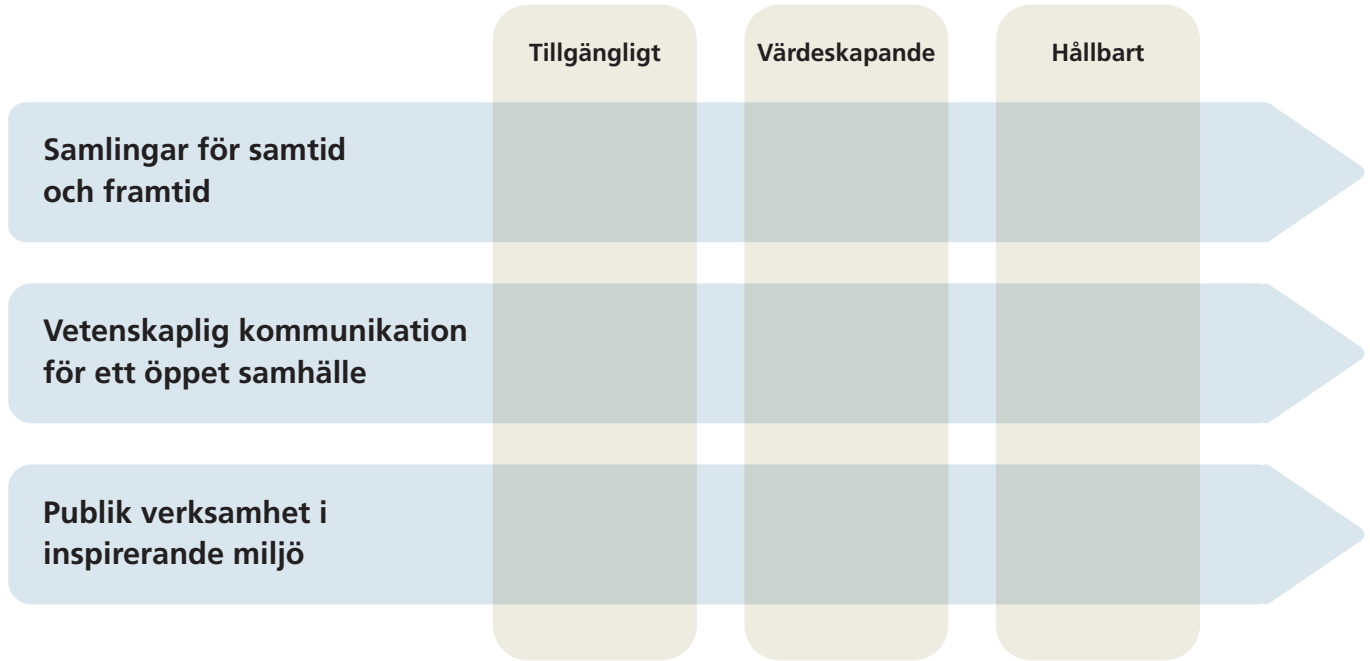 Tillgängligt
Värdeskapande
Hållbart
Samlingar för samtid
och framtid
Vetenskaplig kommunikation
för ett öppet samhälle
Publik verksamhet i
inspirerande miljö